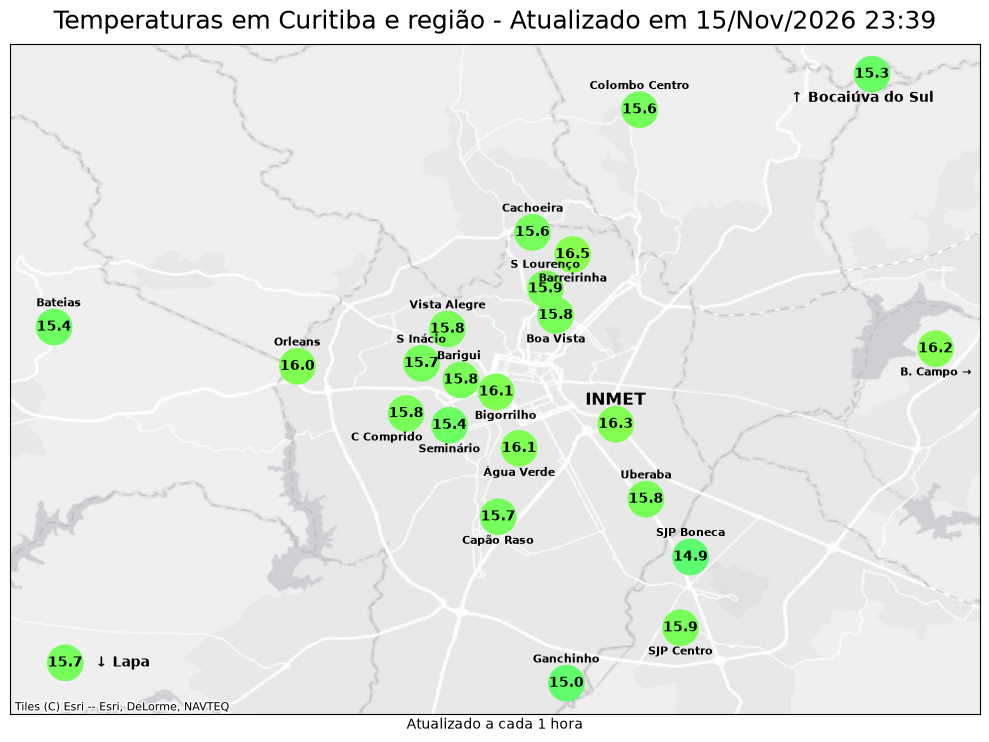 Temperaturas em Curitiba e região - Atualizado em 15/Nov/2026 23:39
15.3
↑ Bocaiúva do Sul
Colombo Centro
15.6
Cachoeira
15.6
16.5
S Lourenço
Barreirinha
15.9
15.8
Boa Vista
Bateias
15.4
Vista Alegre
15.8
S Inácio
15.7
Orleans
16.0
Barigui
15.8
16.1
Bigorrilho
16.2
B. Campo →
15.8
C Comprido
15.4
Seminário
INMET
16.3
16.1
Água Verde
Uberaba
15.8
15.7
Capão Raso
SJP Boneca
14.9
15.9
SJP Centro
Ganchinho
15.0
15.7 ↓ Lapa
Tiles (C) Esri -- Esri, DeLorme, NAVTEQ
Atualizado a cada 1 hora